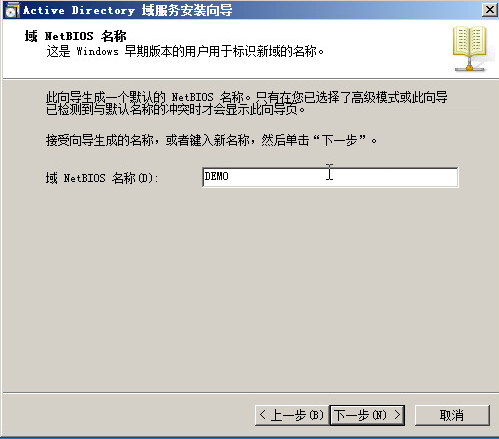 Active Directory 域服务安装向导
域 NetBIOS 名称
这是 Windows 早期版本的用户用于标识新域的名称。
此向导生成一个默认的 NetBIOS 名称。只有在您已选择了高级模式或此向导
已检测到与默认名称的冲突时才会显示此向导页。
接受向导生成的名称，或者键入新名称，然后单击“下一步”。
域 NetBIOS 名称(D): DEMO
< 上一步(B) 下一步(N) > 取消